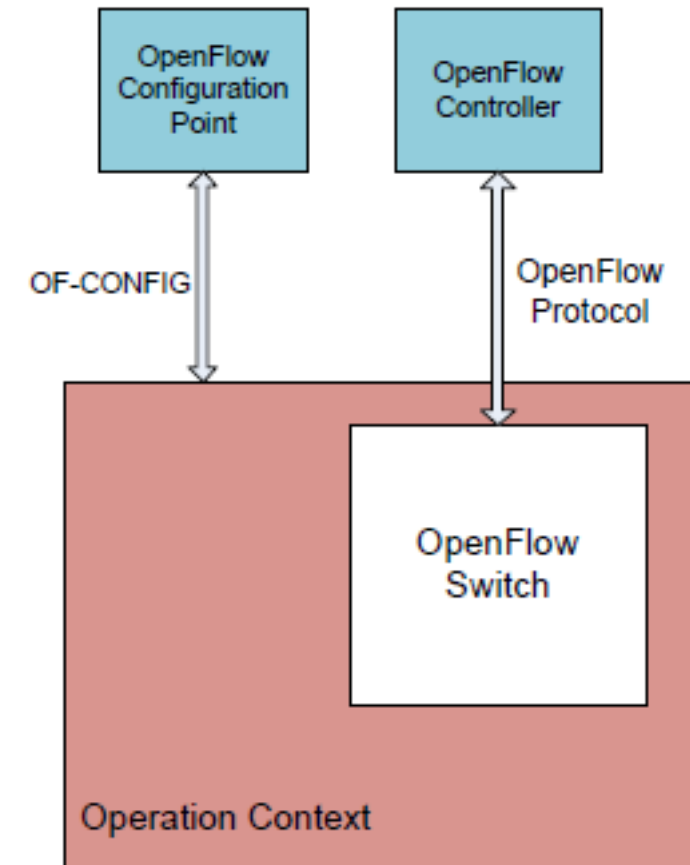 OpenFlow
Configuration
Point
OpenFlow
Controller
OF-CONFIG
OpenFlow
Protocol
OpenFlow
Switch
Operation Context